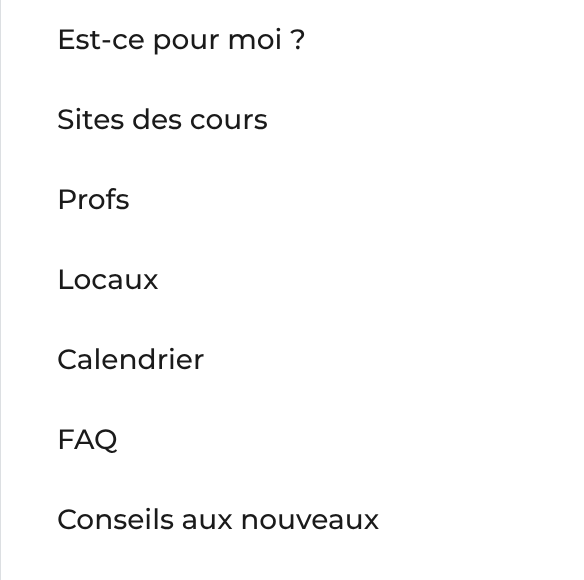 Est-ce pour moi ?
Sites des cours
Profs
Locaux
Calendrier
FAQ
Conseils aux nouveaux